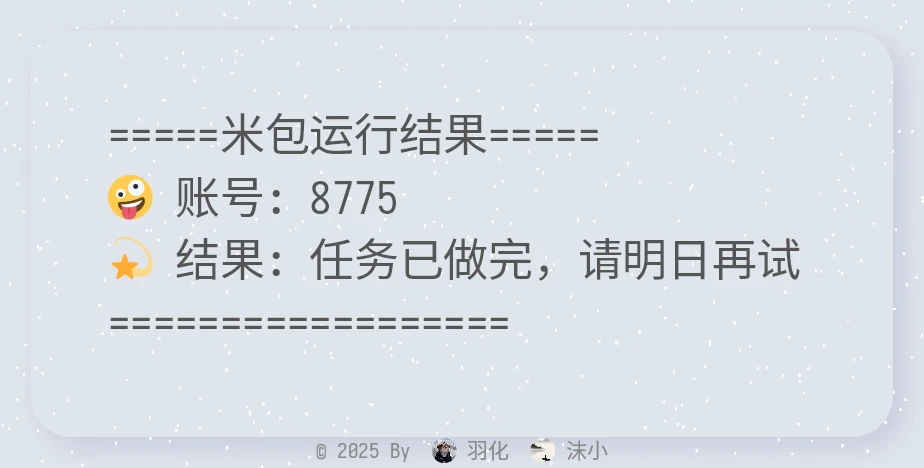 =====米包运行结果=====
🤪 账号：8775
💫 结果：任务已做完，请明日再试
==================
© 2025 By 羽化 沫小